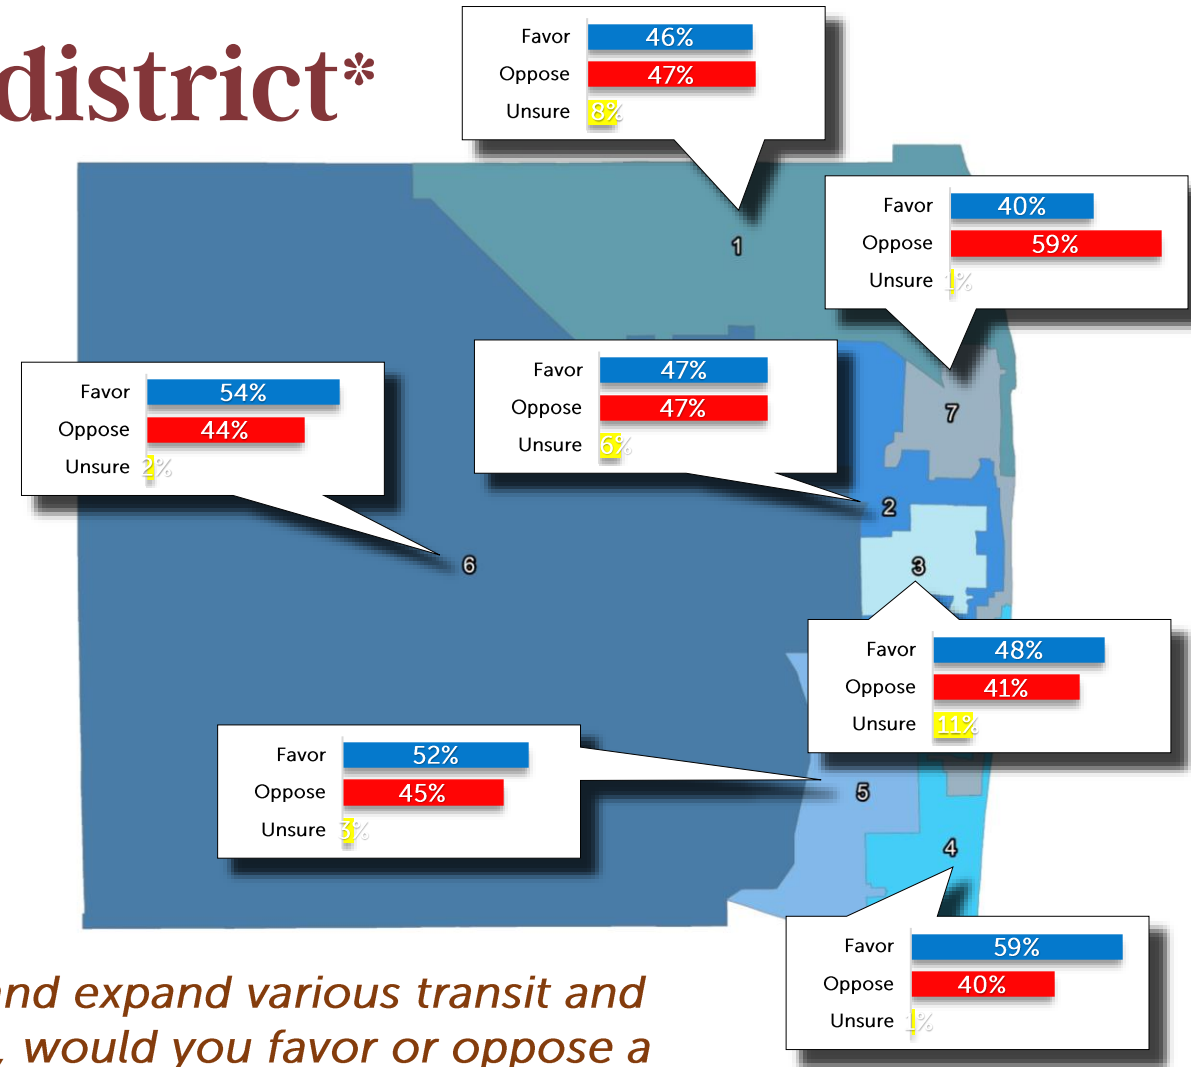 district*
Favor 46%
Oppose 47%
Unsure 8%
1
Favor 40%
Oppose 59%
Unsure 1%
7
Favor 54%
Oppose 44%
Unsure 2%
6
Favor 47%
Oppose 47%
Unsure 6%
2
3
Favor 48%
Oppose 41%
Unsure 11%
Favor 52%
Oppose 45%
Unsure 3%
5
4
Favor 59%
Oppose 40%
Unsure 1%
and expand various transit and
, would you favor or oppose a